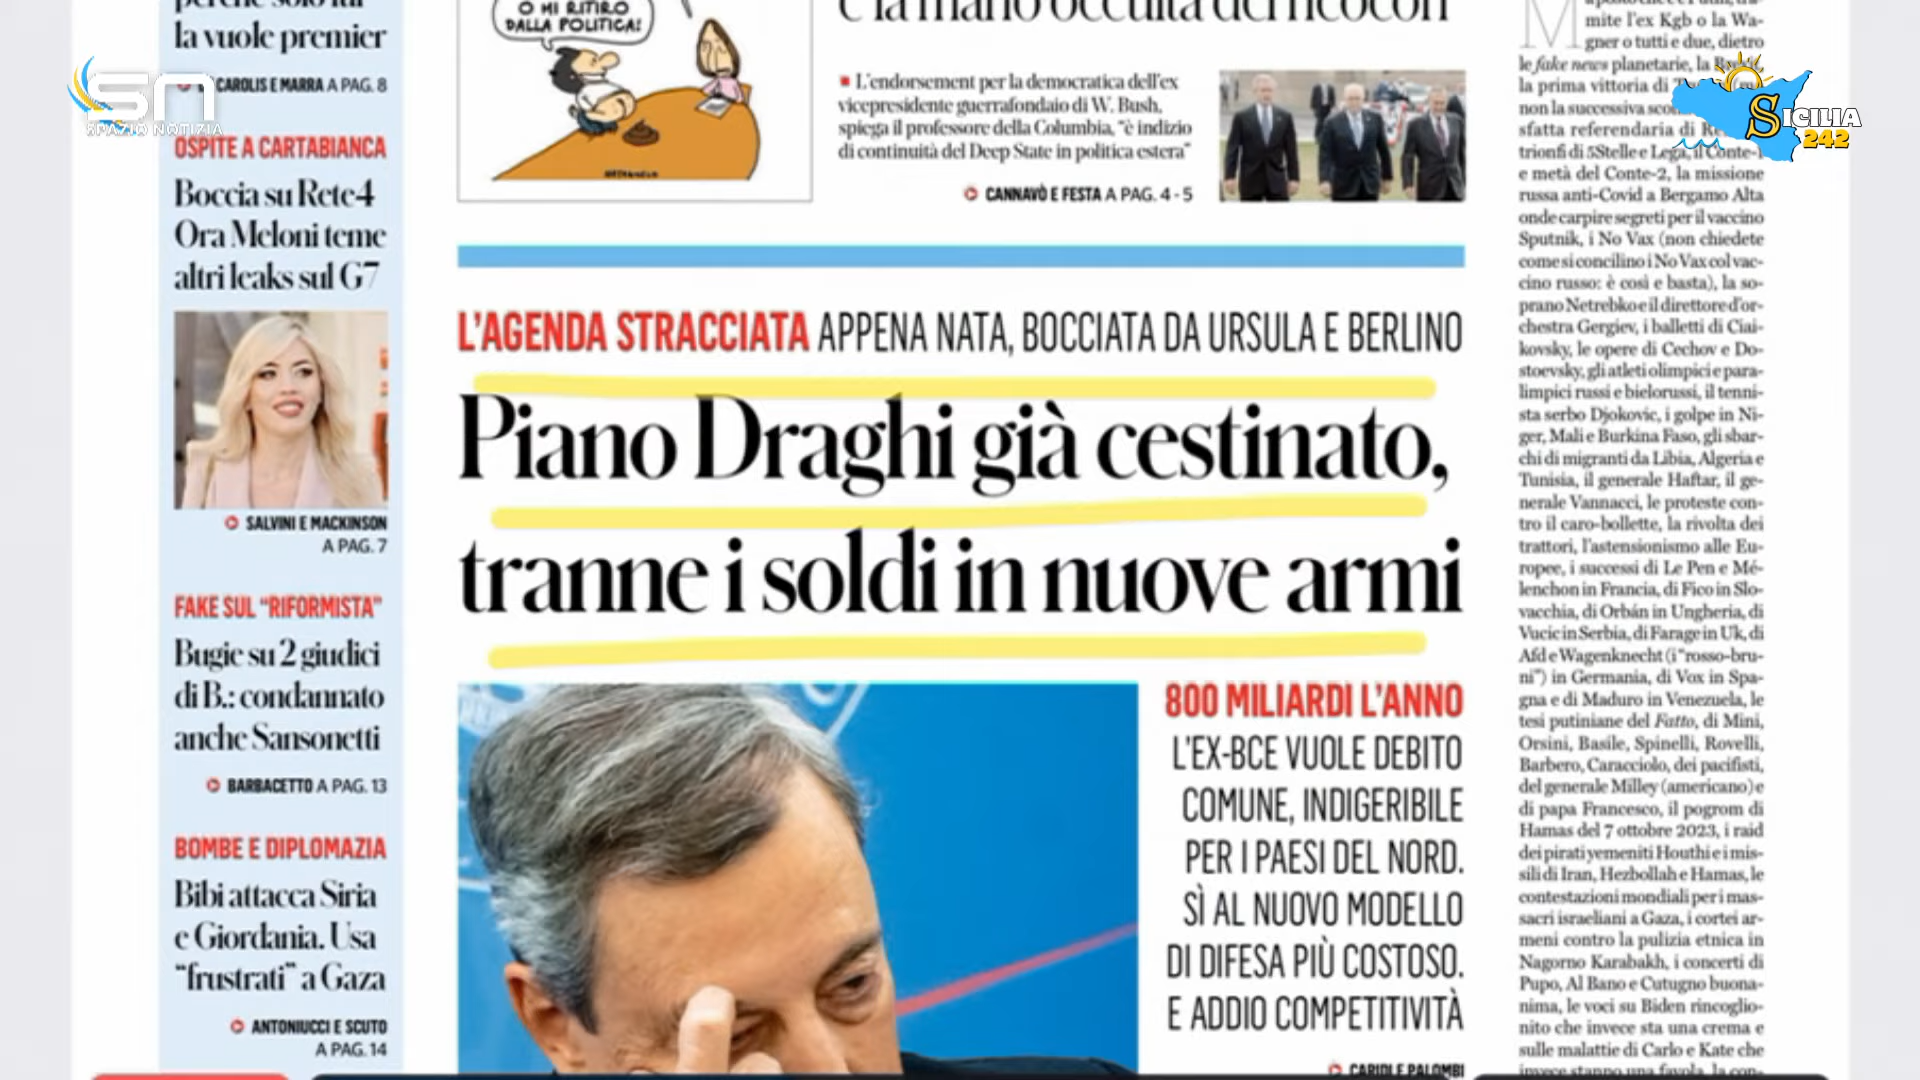 la vuole premier
CAROLIS E MARRA A PAG. 8
SN
SPAZIO NOTIZIA
OSPITE A CARTABIANCA
Boccia su Rete4
Ora Meloni teme
altri leaks sul G7
SALVINI E MACKINSON
A PAG. 7
FAKE SUL “RIFORMISTA”
Bugie su 2 giudici
di B.: condannato
anche Sansonetti
BARBACETTO A PAG. 13
BOMBE E DIPLOMAZIA
Bibi attacca Siria
e Giordania. Usa
“frustrati” a Gaza
ANTONIUCCI E SCUTO
A PAG. 14
O MI RITIRO
DALLA POLITICA!
e la mano occulta dei neocon
L’endorsement per la democratica dell’ex
vicepresidente guerrafondaio di W. Bush,
spiega il professore della Columbia, “è indizio
di continuità del Deep State in politica estera”
CANNAVÒ E FESTA A PAG. 4 - 5
L’AGENDA STRACCIATA APPENA NATA, BOCCIATA DA URSULA E BERLINO
Piano Draghi già cestinato,
tranne i soldi in nuove armi
800 MILIARDI L’ANNO
L’EX-BCE VUOLE DEBITO
COMUNE, INDIGERIBILE
PER I PAESI DEL NORD.
SÌ AL NUOVO MODELLO
DI DIFESA PIÙ COSTOSO.
E ADDIO COMPETITIVITÀ
CARIDI E PALOMBI
mite l’ex Kgb o la Wa-
gner o tutti e due, dietro
le fake news planetarie, la
la prima vittoria di
non la successiva
sfatta referendaria di
trionfi di 5Stelle e Lega, il Conte-1
e metà del Conte-2, la missione
russa anti-Covid a Bergamo Alta
onde carpire segreti per il vaccino
Sputnik, i No Vax (non chiedete
come si concilino i No Vax col vac-
cino russo: è così e basta), la so-
prano Netrebko e il direttore d’or-
chestra Gergiev, i balletti di Ciai-
kovsky, le opere di Cechov e Do-
stoevsky, gli atleti olimpici e para-
limpici russi e bielorussi, il tenni-
sta serbo Djokovic, i golpe in Ni-
ger, Mali e Burkina Faso, gli sbar-
chi di migranti da Libia, Algeria e
Tunisia, il generale Haftar, il ge-
nerale Vannacci, le proteste con-
tro il caro-bollette, la rivolta dei
trattori, l’astensionismo alle Eu-
ropee, i successi di Le Pen e Mé-
lenchon in Francia, di Fico in Slo-
vacchia, di Orbán in Ungheria, di
Vucic in Serbia, di Farage in Uk, di
Afd e Wagenknecht (i “rosso-bru-
ni”) in Germania, di Vox in Spa-
gna e di Maduro in Venezuela, le
tesi putiniane del Fatto, di Mini,
Orsini, Basile, Spinelli, Rovelli,
Barbero, Caracciolo, dei pacifisti,
del generale Milley (americano) e
di papa Francesco, il pogrom di
Hamas del 7 ottobre 2023, i raid
dei pirati yemeniti Houthi e i mis-
sili di Iran, Hezbollah e Hamas, le
contestazioni mondiali per i mas-
sacri israeliani a Gaza, i cortei ar-
meni contro la pulizia etnica in
Nagorno Karabakh, i concerti di
Pupo, Al Bano e Cutugno buona-
nima, le voci su Biden rincoglio-
nito che invece sta una crema e
sulle malattie di Carlo e Kate che
invece stanno una favola, la con-
SICILIA
242